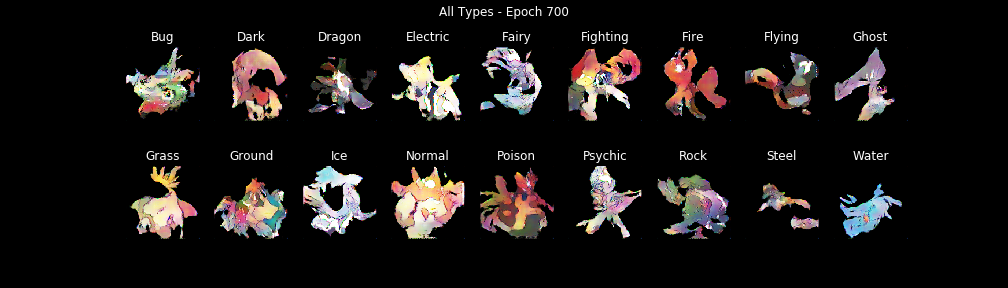 All Types - Epoch 700
Bug Dark Dragon Electric Fairy Fighting Fire Flying Ghost
Grass Ground Ice Normal Poison Psychic Rock Steel Water